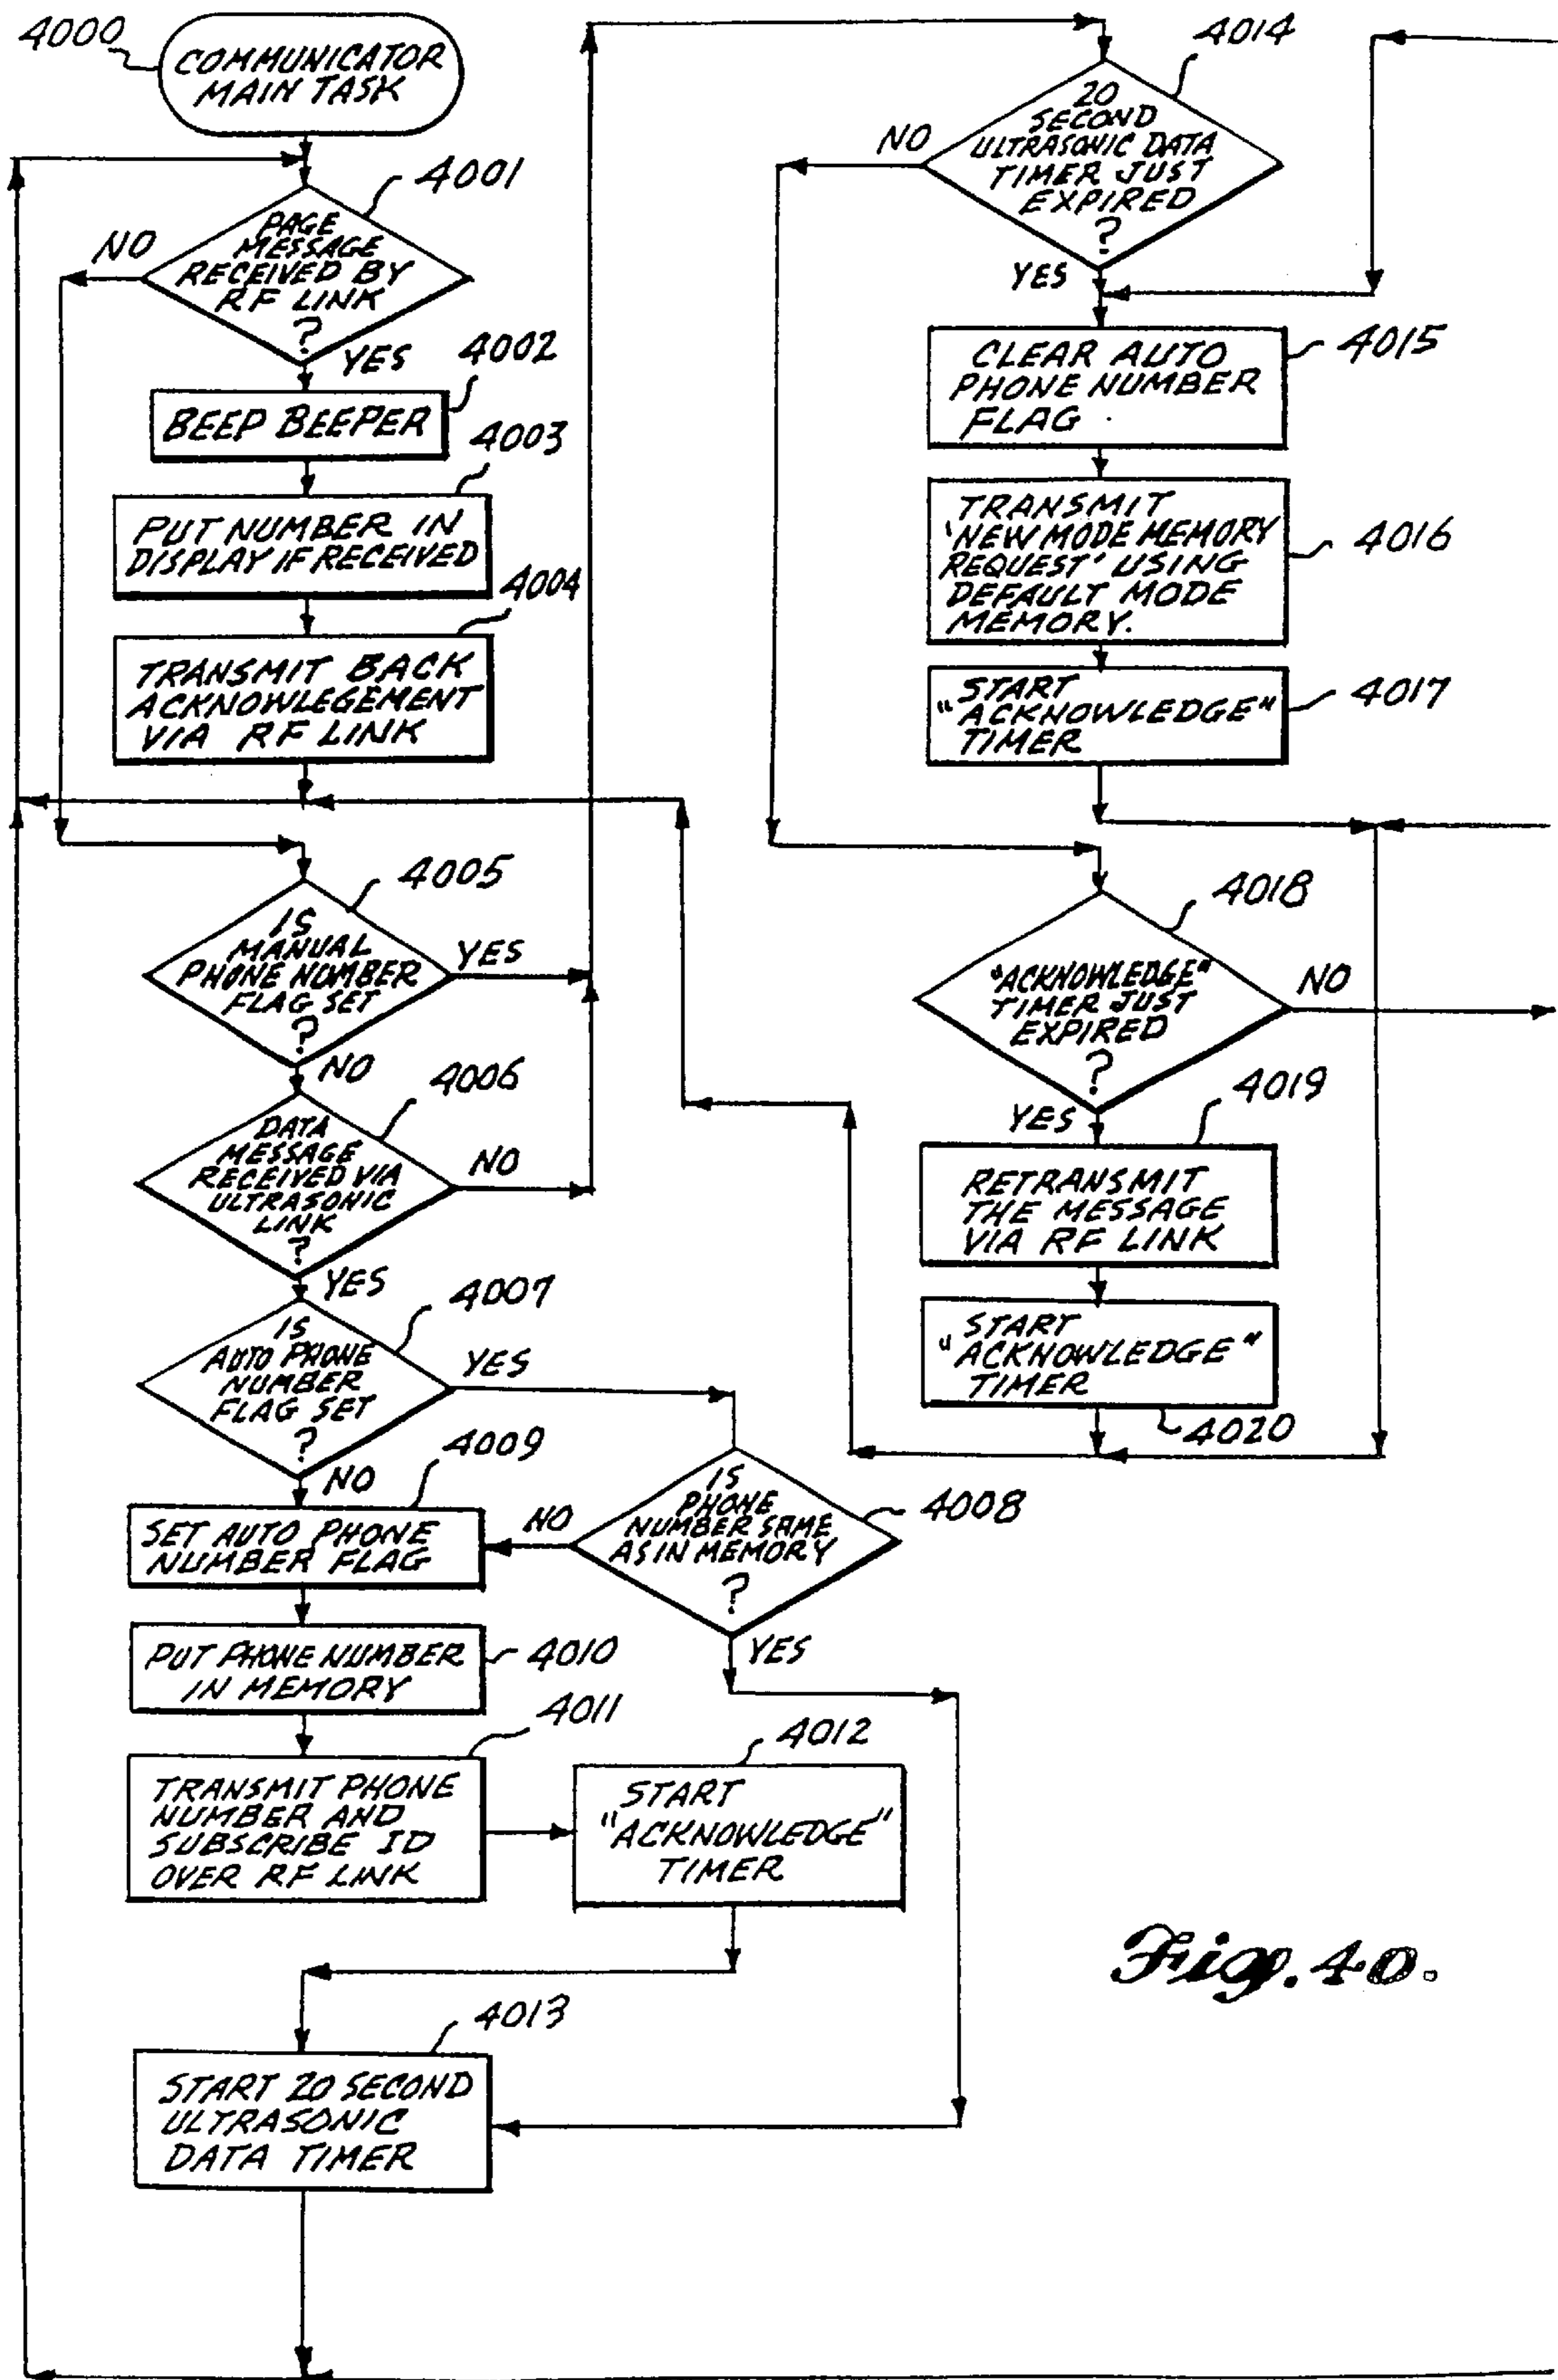 4000
COMMUNICATOR
MAIN TASK
4001
PAGE
MESSAGE
RECEIVED BY
RF LINK
?
NO
YES
4002
BEEP BEEPER
4003
PUT NUMBER IN
DISPLAY IF RECEIVED
4004
TRANSMIT BACK
ACKNOWLEGEMENT
VIA RF LINK
4005
IS
MANUAL
PHONE NUMBER
FLAG SET
?
YES
NO
4006
DATA
MESSAGE
RECEIVED VIA
ULTRASONIC
LINK
?
NO
YES
4007
IS
AUTO PHONE
NUMBER
FLAG SET
?
YES
NO
4008
IS
PHONE
NUMBER SAME
AS IN MEMORY
?
NO
YES
4009
SET AUTO PHONE
NUMBER FLAG
4010
PUT PHONE NUMBER
IN MEMORY
4011
TRANSMIT PHONE
NUMBER AND
SUBSCRIBE ID
OVER RF LINK
4012
START
"ACKNOWLEDGE"
TIMER
4013
START 20 SECOND
ULTRASONIC
DATA TIMER
4014
20
SECOND
ULTRASONIC DATA
TIMER JUST
EXPIRED
?
NO
YES
4015
CLEAR AUTO
PHONE NUMBER
FLAG
4016
TRANSMIT
'NEW MODE MEMORY
REQUEST' USING
DEFAULT MODE
MEMORY.
4017
START
"ACKNOWLEDGE"
TIMER
4018
"ACKNOWLEDGE"
TIMER JUST
EXPIRED
?
NO
YES
4019
RETRANSMIT
THE MESSAGE
VIA RF LINK
START
"ACKNOWLEDGE"
TIMER
4020
Fig. 40.